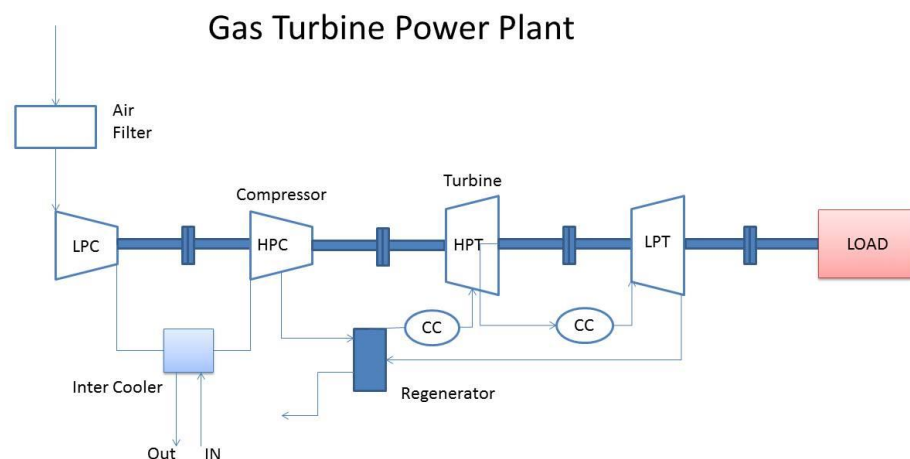 Gas Turbine Power Plant
Air
Filter
Compressor
Turbine
LPC
HPC
HPT
LPT
LOAD
CC
CC
Inter Cooler
Regenerator
Out
IN